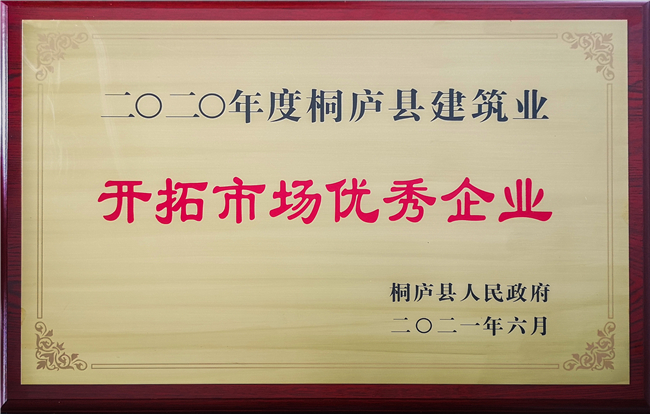 二〇二〇年度桐庐县建筑业
开拓市场优秀企业
桐庐县人民政府
二〇二一年六月